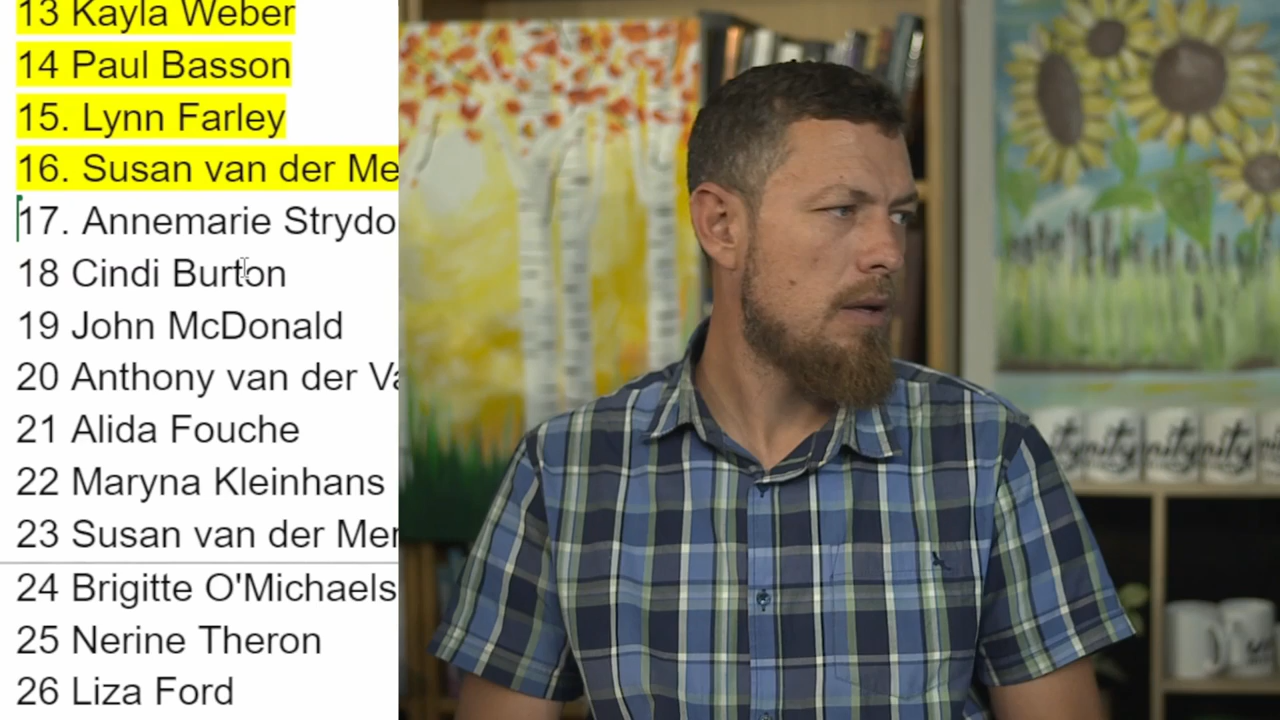 13 Kayla Weber
14 Paul Basson
15. Lynn Farley
16. Susan van der Me
17. Annemarie Strydo
18 Cindi Burton
19 John McDonald
20 Anthony van der Va
21 Alida Fouche
22 Maryna Kleinhans
23 Susan van der Mer
24 Brigitte O'Michaels
25 Nerine Theron
26 Liza Ford